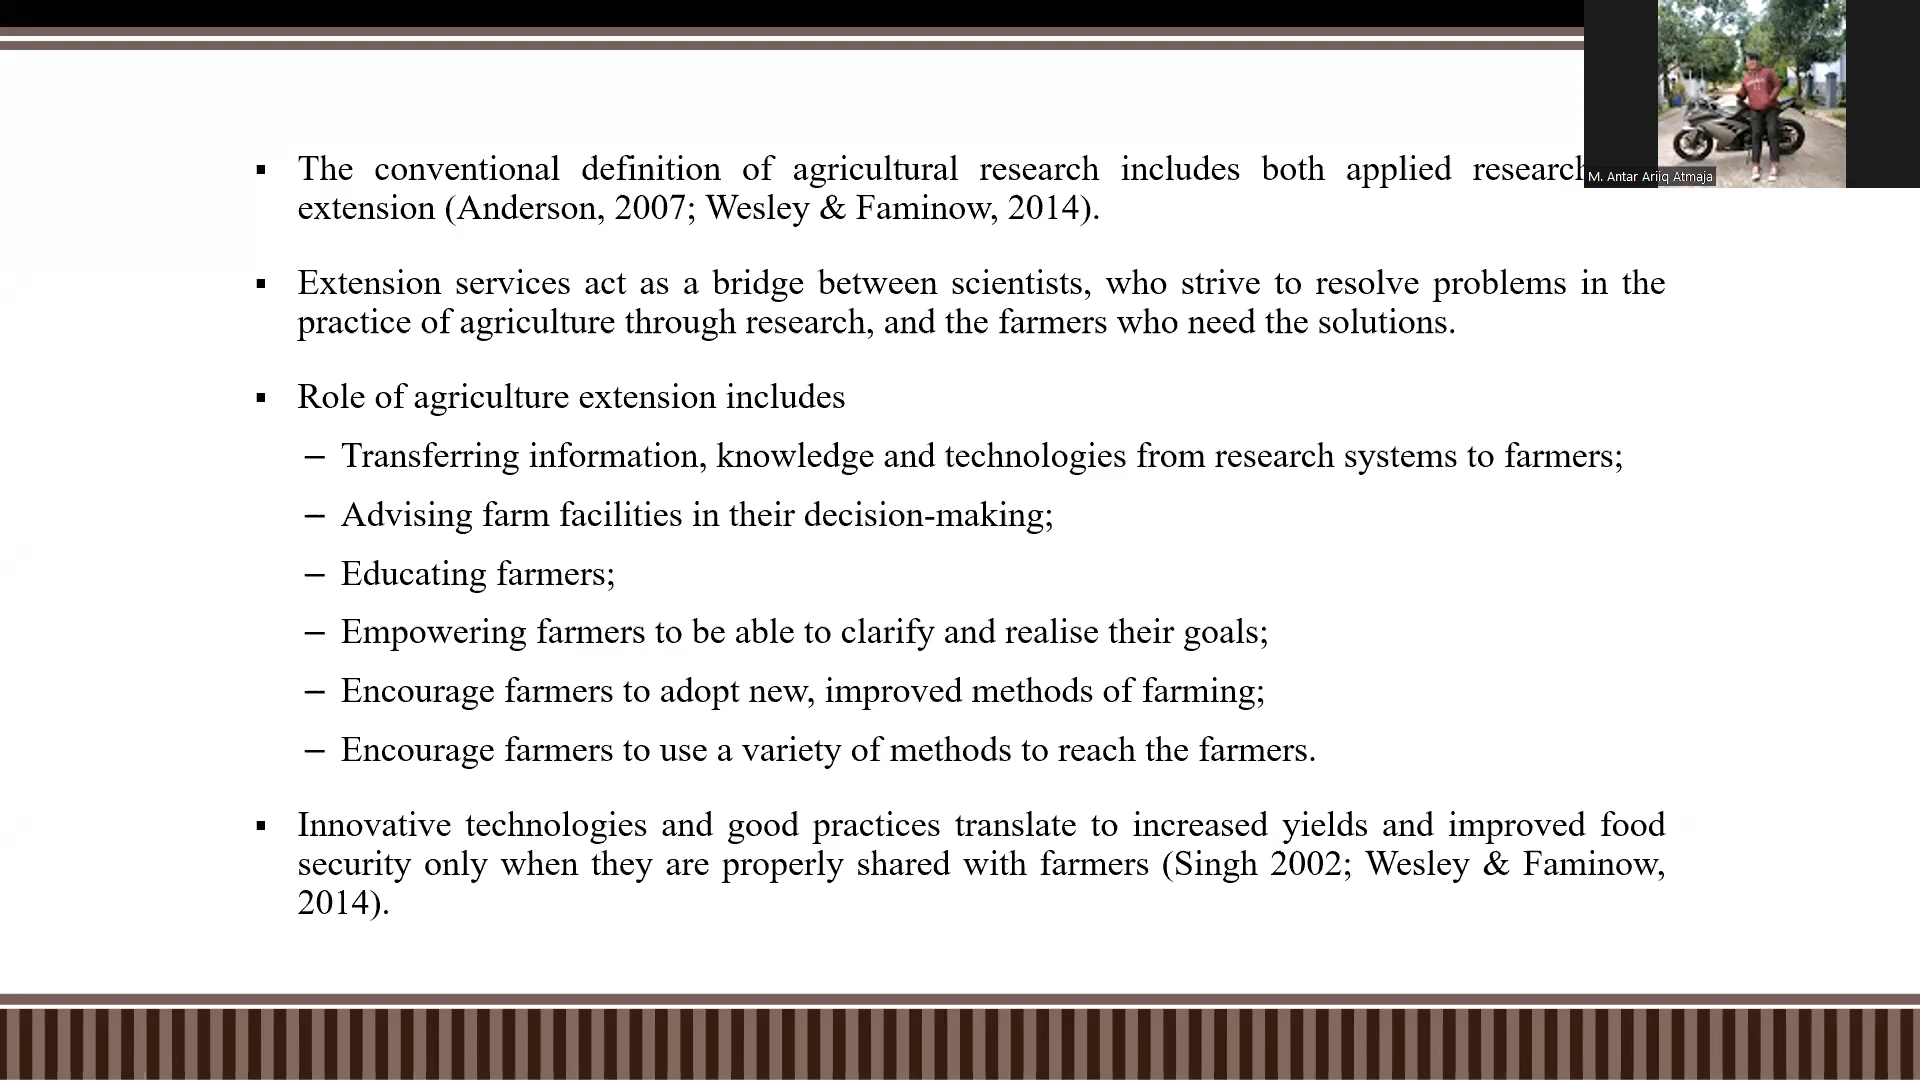 ▪ The conventional definition of agricultural research includes both applied research
extension (Anderson, 2007; Wesley & Faminow, 2014).
▪ Extension services act as a bridge between scientists, who strive to resolve problems in the
practice of agriculture through research, and the farmers who need the solutions.
▪ Role of agriculture extension includes
– Transferring information, knowledge and technologies from research systems to farmers;
– Advising farm facilities in their decision-making;
– Educating farmers;
– Empowering farmers to be able to clarify and realise their goals;
– Encourage farmers to adopt new, improved methods of farming;
– Encourage farmers to use a variety of methods to reach the farmers.
▪ Innovative technologies and good practices translate to increased yields and improved food
security only when they are properly shared with farmers (Singh 2002; Wesley & Faminow,
2014).
M. Antar Ariiq Atmaja